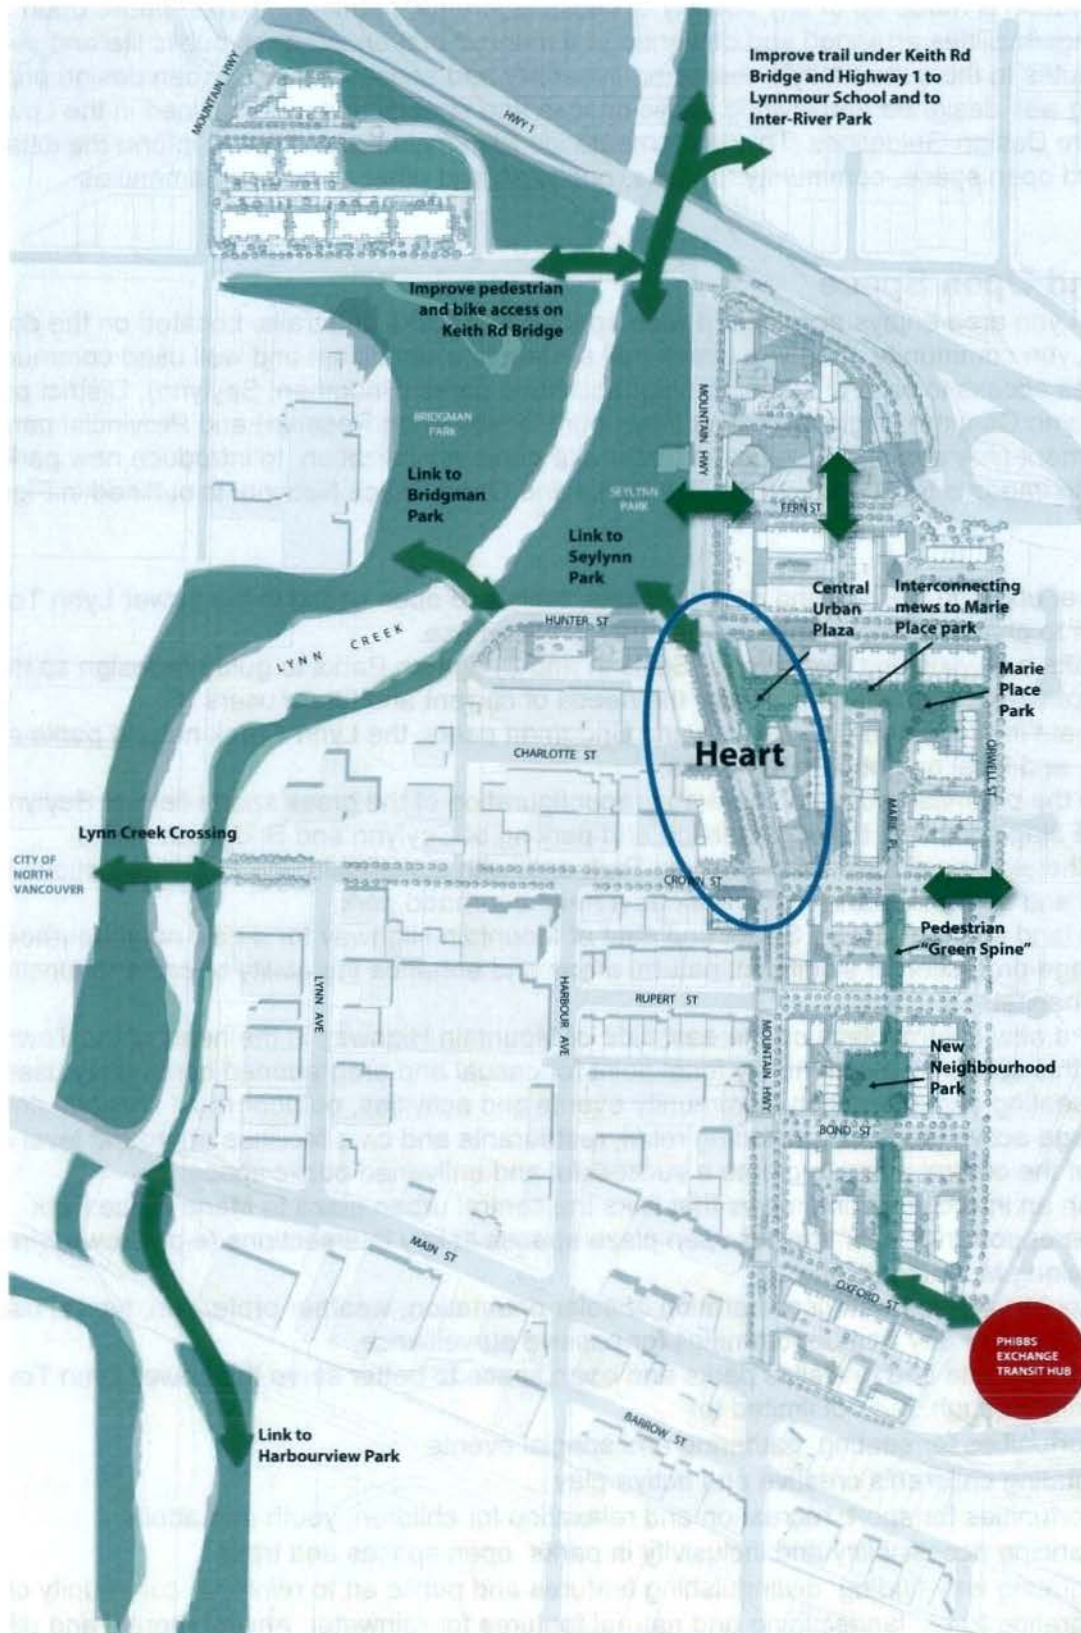 MOUNTAIN HWY
HWY 1
Improve trail under Keith Rd
Bridge and Highway 1 to
Lynnmour School and to
Inter-River Park
Improve pedestrian
and bike access on
Keith Rd Bridge
MOUNTAIN HWY
BRIDGMAN
PARK
Link to
Bridgman
Park
SEYLYNN
PARK
FERN ST
Link to
Seylynn
Park
Central
Urban
Plaza
Interconnecting
mews to Marie
Place park
HUNTER ST
LYNN CREEK
Marie
Place
Park
Heart
CHARLOTTE ST
ORWELL ST
MARIE PL
Lynn Creek Crossing
CITY OF
NORTH
VANCOUVER
CROWN ST
Pedestrian
"Green Spine"
LYNN AVE
HARBOUR AVE
RUPERT ST
MOUNTAIN HWY
New
Neighbourhood
Park
BOND ST
MAIN ST
OXFORD ST
PHIBBS
EXCHANGE
TRANSIT HUB
BARROW ST
Link to
Harbourview Park